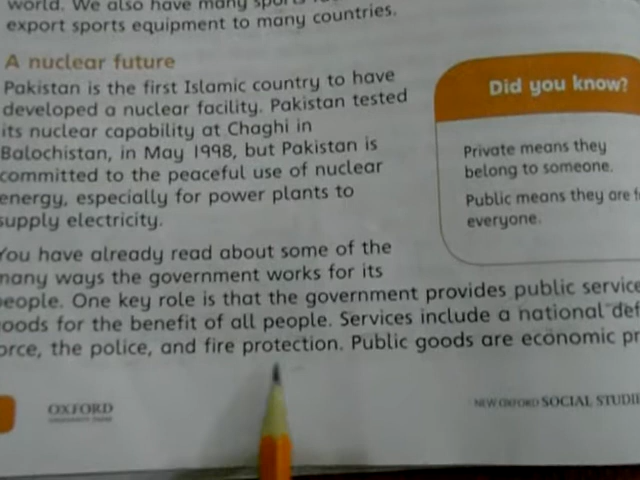 world. We also have many sports
export sports equipment to many countries.
A nuclear future
Pakistan is the first Islamic country to have
developed a nuclear facility. Pakistan tested
its nuclear capability at Chaghi in
Balochistan, in May 1998, but Pakistan is
committed to the peaceful use of nuclear
energy, especially for power plants to
supply electricity.
You have already read about some of the
many ways the government works for its
people. One key role is that the government provides public service
goods for the benefit of all people. Services include a national def
orce, the police, and fire protection. Public goods are economic pr
Did you know?
Private means they
belong to someone.
Public means they are
everyone.
OXFORD
NEW OXFORD SOCIAL STUDI